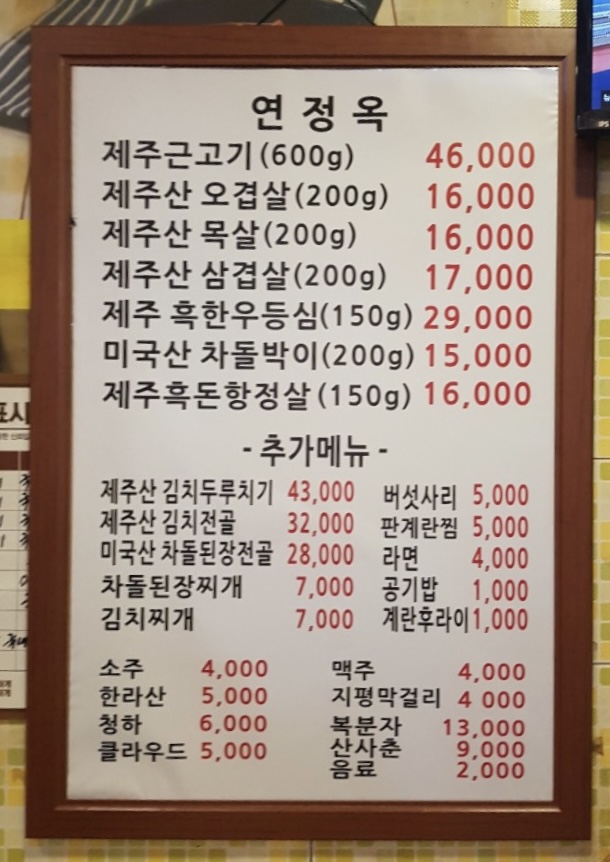 연정옥
제주근고기(600g) 46,000
제주산 오겹살(200g) 16,000
제주산 목살(200g) 16,000
제주산 삼겹살(200g) 17,000
제주 흑한우등심(150g) 29,000
미국산 차돌박이(200g) 15,000
제주흑돈항정살(150g) 16,000
- 추가메뉴 -
제주산 김치두루치기 43,000
제주산 김치전골 32,000
미국산 차돌된장전골 28,000
차돌된장찌개 7,000
김치찌개 7,000
버섯사리 5,000
판계란찜 5,000
라면 4,000
공기밥 1,000
계란후라이 1,000
소주 4,000
한라산 5,000
청하 6,000
클라우드 5,000
맥주 4,000
지평막걸리 4 000
복분자 13,000
산사춘 9,000
음료 2,000